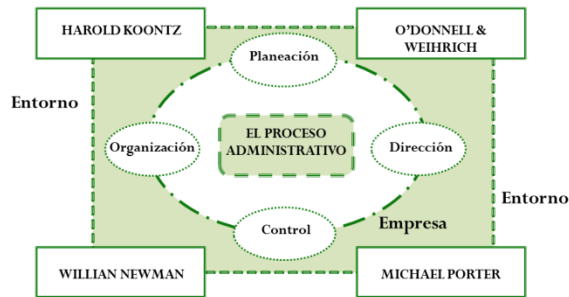 HAROLD KOONTZ
O'DONNELL &
WEIHRICH
Planeación
Entorno
Organización
EL PROCESO
ADMINISTRATIVO
Dirección
Entorno
Control
Empresa
WILLIAN NEWMAN
MICHAEL PORTER